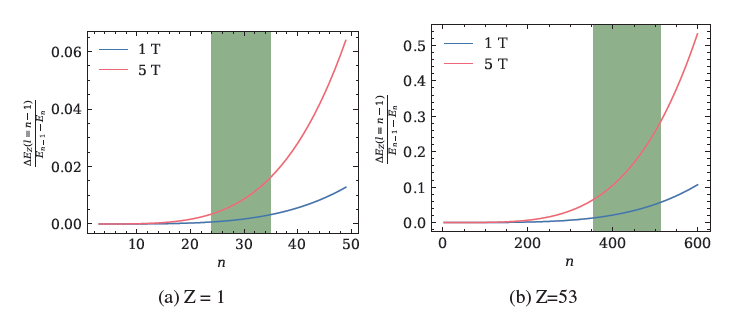 0.06
0.04
0.02
0.00
1 T
5 T
ΔE_Z(l = n − 1)
E_{n−1} − E_n
10 20 30 40 50
n
(a) Z = 1
0.5
0.4
0.3
0.2
0.1
0.0
1 T
5 T
ΔE_Z(l = n − 1)
E_{n−1} − E_n
0 200 400 600
n
(b) Z=53